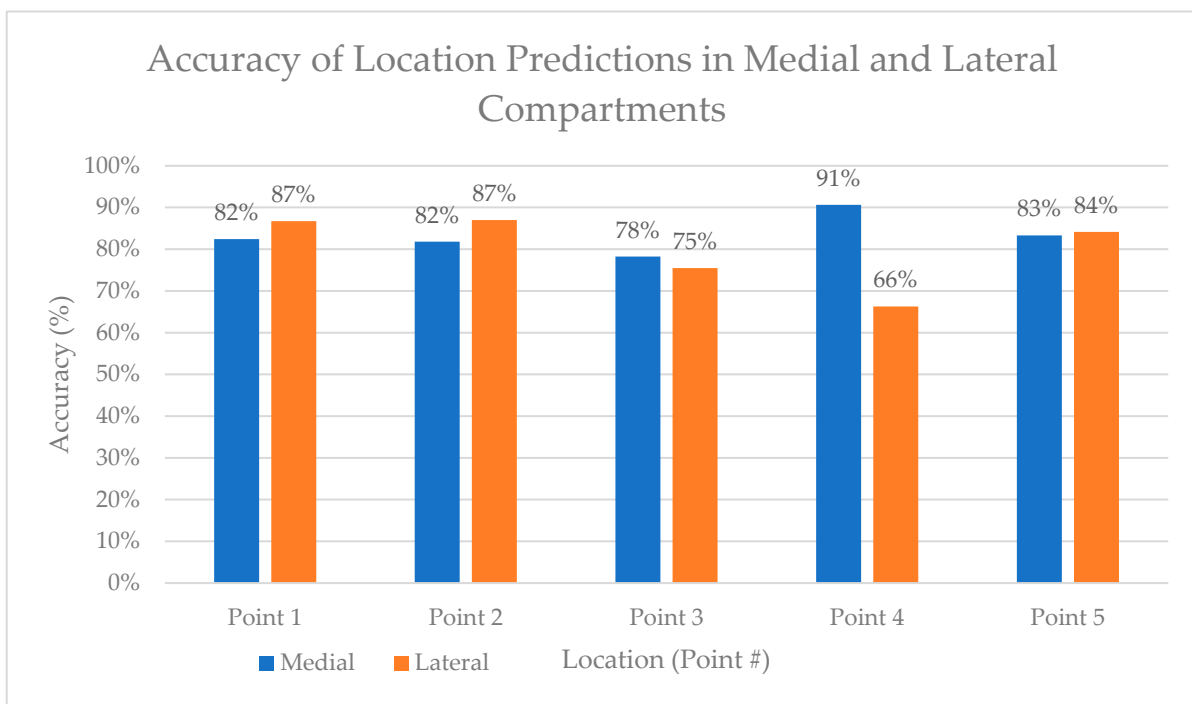 Accuracy of Location Predictions in Medial and Lateral
Compartments
100%
90%
80%
70%
60%
50%
40%
30%
20%
10%
0%
Accuracy (%)
82%
87%
82%
87%
78%
75%
91%
66%
83%
84%
Point 1
Point 2
Point 3
Point 4
Point 5
Medial
Lateral
Location (Point #)